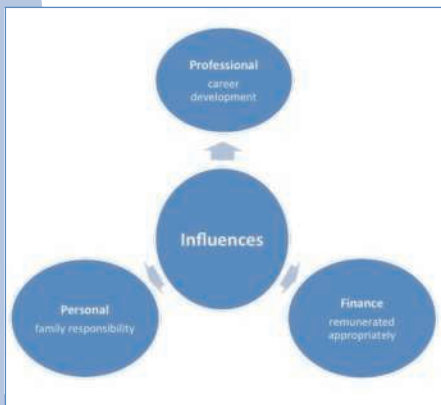 Professional
career
development
Influences
Personal
family responsibility
Finance
remunerated
appropriately